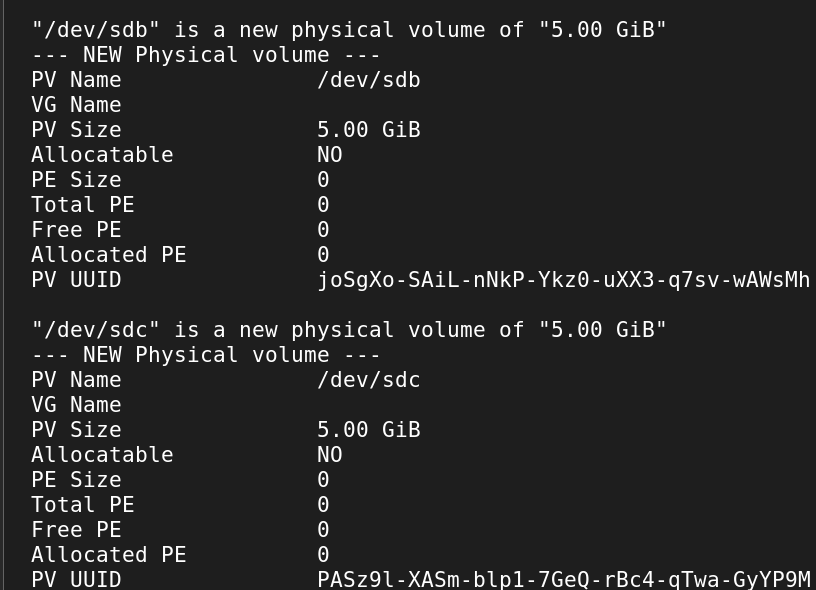 "/dev/sdb" is a new physical volume of "5.00 GiB"
--- NEW Physical volume ---
PV Name               /dev/sdb
VG Name
PV Size               5.00 GiB
Allocatable           NO
PE Size               0
Total PE              0
Free PE               0
Allocated PE          0
PV UUID               joSgXo-SAiL-nNkP-Ykz0-uXX3-q7sv-wAWsMh
"/dev/sdc" is a new physical volume of "5.00 GiB"
--- NEW Physical volume ---
PV Name               /dev/sdc
VG Name
PV Size               5.00 GiB
Allocatable           NO
PE Size               0
Total PE              0
Free PE               0
Allocated PE          0
PV UUID               PASz9l-XASm-blp1-7GeQ-rBc4-qTwa-GyYP9M